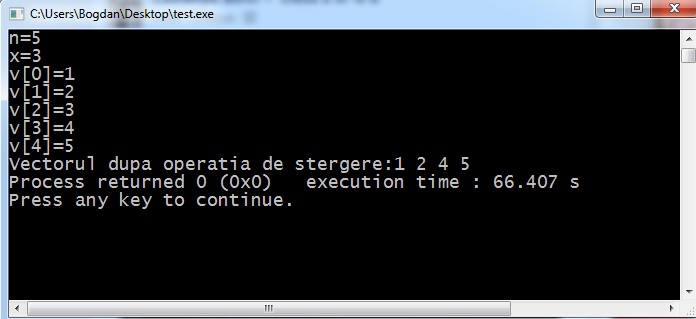 C:\Users\Bogdan\Desktop\test.exe
n=5
x=3
v[0]=1
v[1]=2
v[2]=3
v[3]=4
v[4]=5
Vectorul dupa operatia de stergere:1 2 4 5
Process returned 0 (0x0)   execution time : 66.407 s
Press any key to continue.